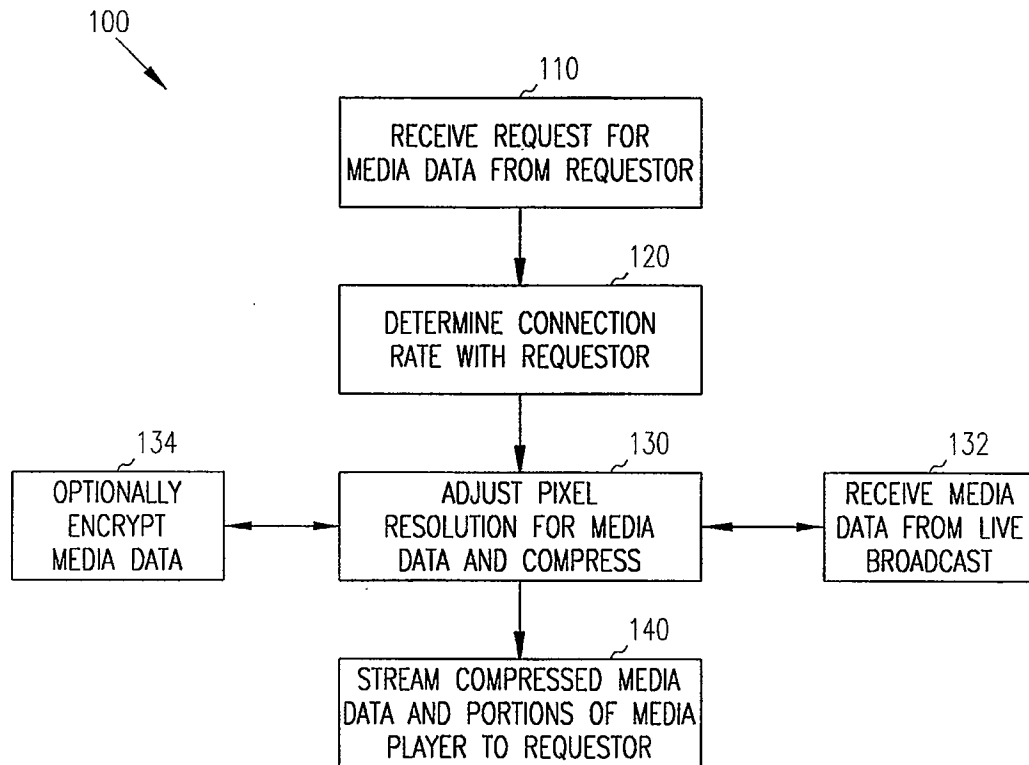 100
110
RECEIVE REQUEST FOR
MEDIA DATA FROM REQUESTOR
120
DETERMINE CONNECTION
RATE WITH REQUESTOR
134
OPTIONALLY
ENCRYPT
MEDIA DATA
130
ADJUST PIXEL
RESOLUTION FOR MEDIA
DATA AND COMPRESS
132
RECEIVE MEDIA
DATA FROM LIVE
BROADCAST
140
STREAM COMPRESSED MEDIA
DATA AND PORTIONS OF MEDIA
PLAYER TO REQUESTOR